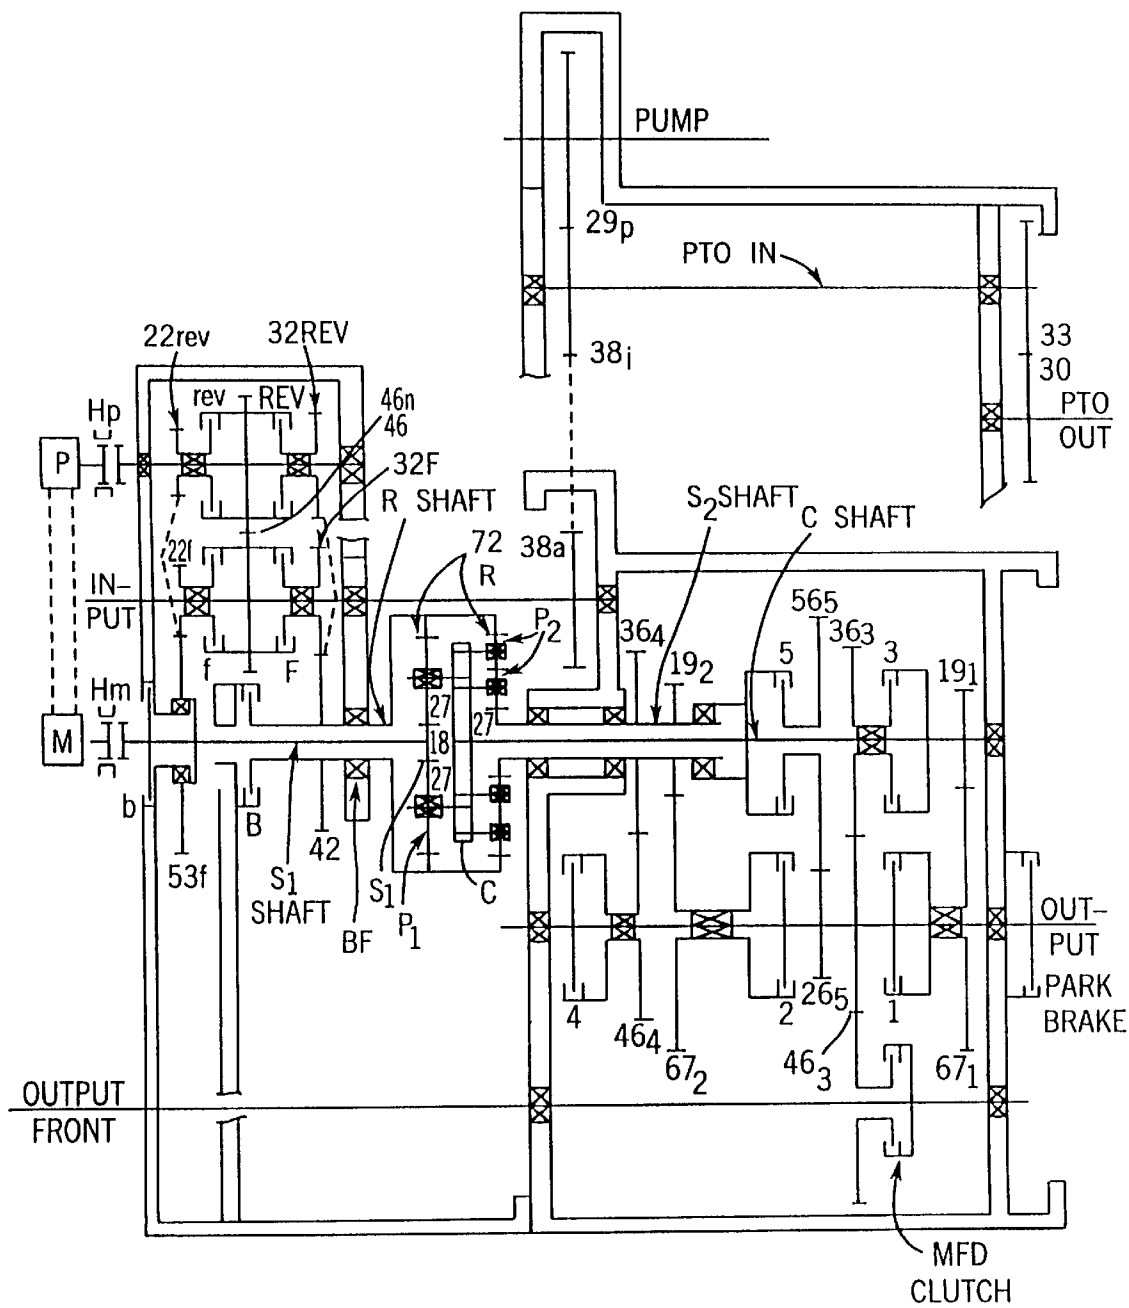 PUMP
29p
PTO IN
38i
33
30
PTO
OUT
22rev
32REV
rev
REV
46n
46
Hp
P
32F
R SHAFT
S2 SHAFT
C SHAFT
72
R
38a
22f
IN-
PUT
P2
565
364
363
5
3
192
191
f
F
Hm
M
27
27
18
27
b
B
53f
42
S1
SHAFT
BF
S1
P1
C
OUT-
PUT
4
2
265
1
PARK
BRAKE
464
672
463
671
OUTPUT
FRONT
MFD
CLUTCH